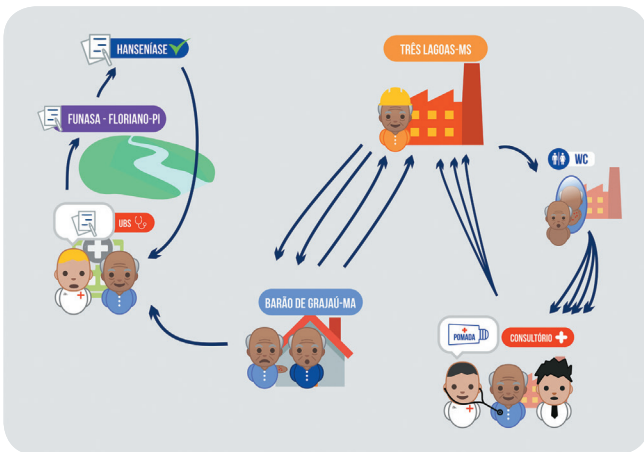 HANSENÍASE
TRÊS LAGOAS-MS
FUNASA - FLORIANO-PI
WC
UBS
BARÃO DE GRAJAÚ-MA
POMADA
CONSULTÓRIO